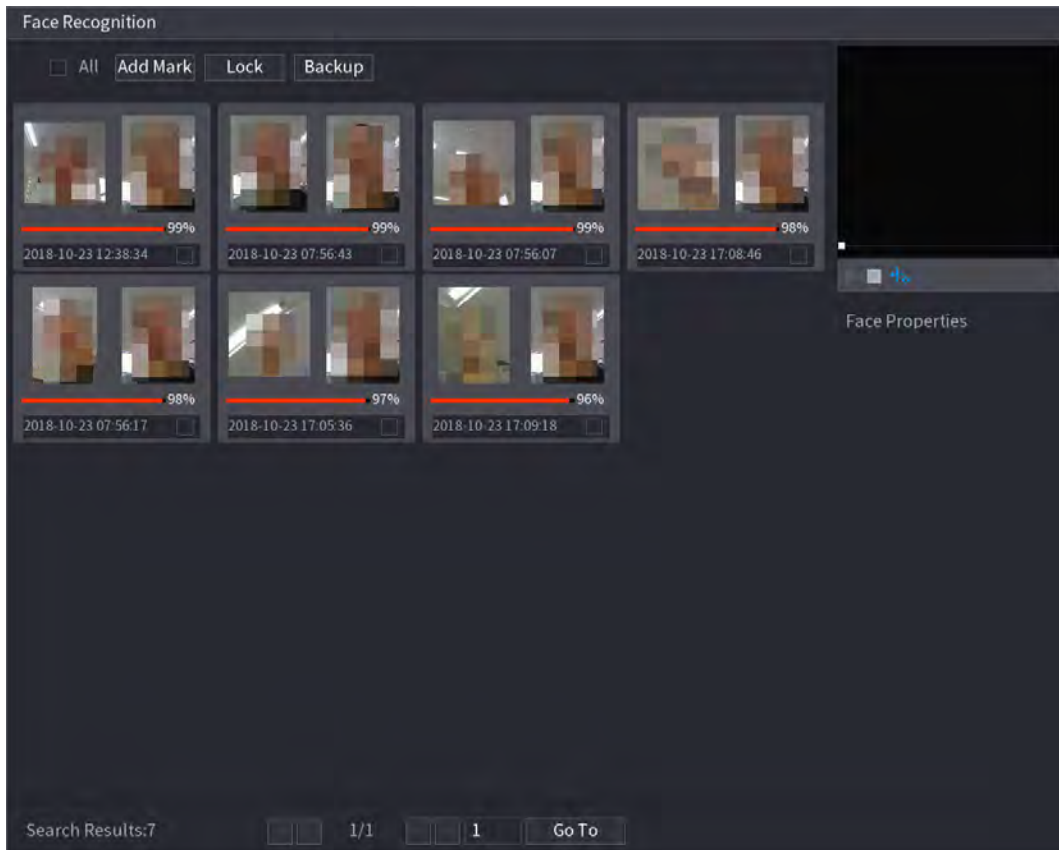 Face Recognition
All Add Mark Lock Backup
99% 99% 99% 98%
2018-10-23 12:38:34 2018-10-23 07:56:43 2018-10-23 07:56:07 2018-10-23 17:08:46
Face Properties
98% 97% 96%
2018-10-23 07:56:17 2018-10-23 17:05:36 2018-10-23 17:09:18
Search Results:7 1/1 1 Go To